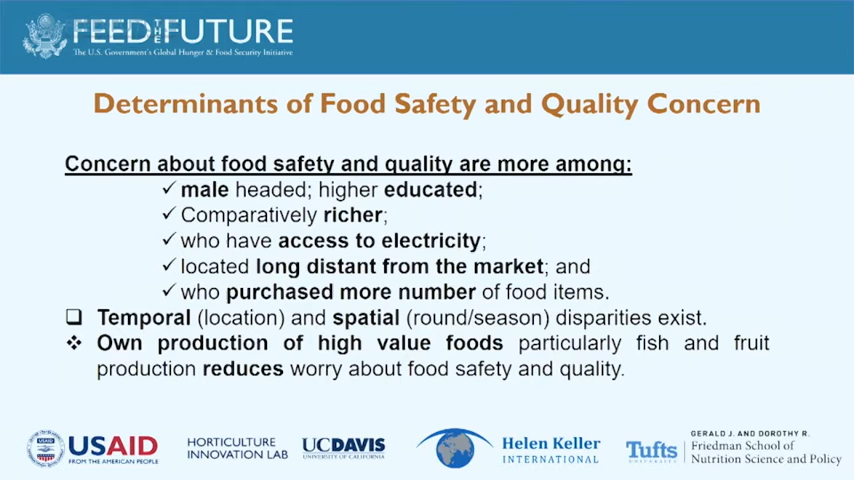 FEED THE FUTURE
The U.S. Government's Global Hunger & Food Security Initiative
Determinants of Food Safety and Quality Concern
Concern about food safety and quality are more among:
✓ male headed; higher educated;
✓ Comparatively richer;
✓ who have access to electricity;
✓ located long distant from the market; and
✓ who purchased more number of food items.
❑ Temporal (location) and spatial (round/season) disparities exist.
❖ Own production of high value foods particularly fish and fruit
production reduces worry about food safety and quality.
USAID
FROM THE AMERICAN PEOPLE
HORTICULTURE
INNOVATION LAB
UCDAVIS
UNIVERSITY OF CALIFORNIA
Helen Keller
INTERNATIONAL
Tufts
UNIVERSITY
GERALD J. AND DOROTHY R.
Friedman School of
Nutrition Science and Policy